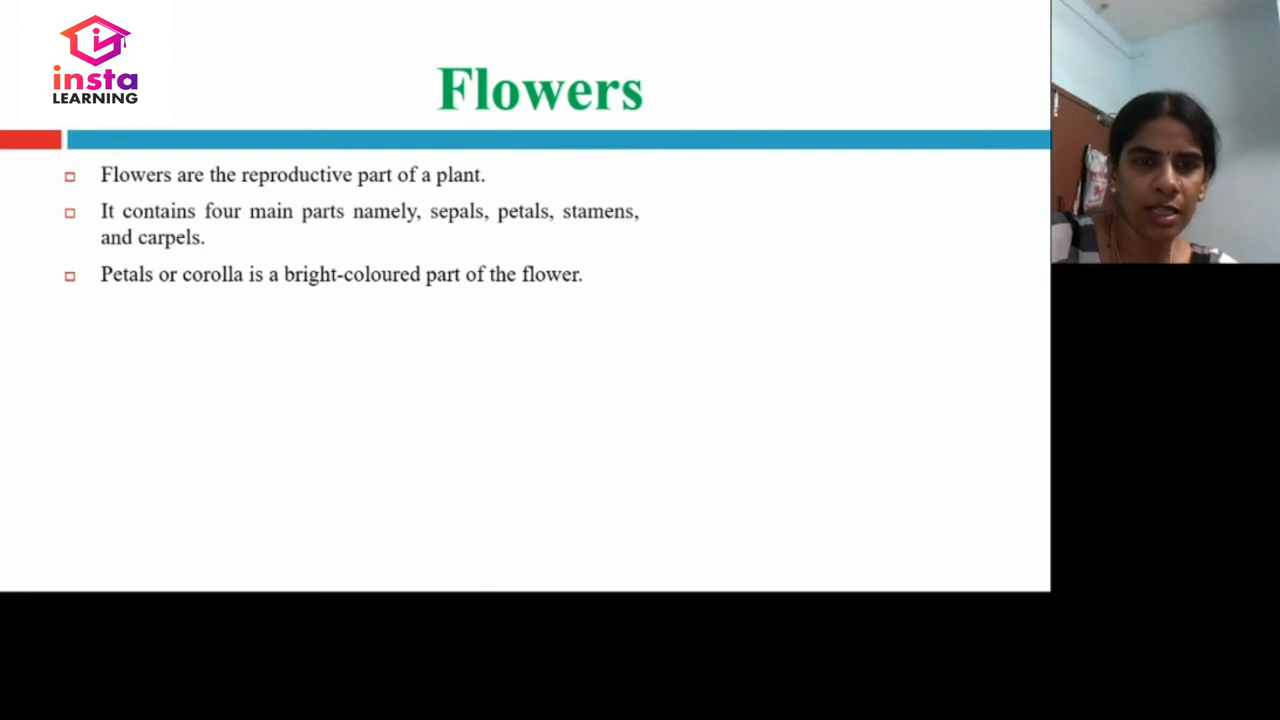 insta
LEARNING
Flowers
Flowers are the reproductive part of a plant.
It contains four main parts namely, sepals, petals, stamens,
and carpels.
Petals or corolla is a bright-coloured part of the flower.